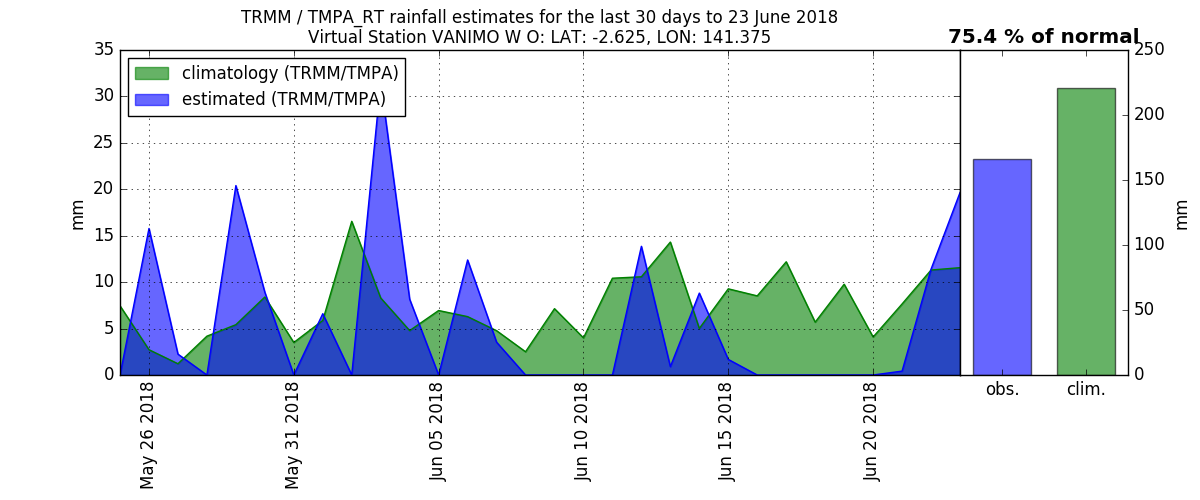 TRMM / TMPA_RT rainfall estimates for the last 30 days to 23 June 2018
Virtual Station VANIMO W O: LAT: -2.625, LON: 141.375
75.4 % of normal
climatology (TRMM/TMPA)
estimated (TRMM/TMPA)
35
30
25
20
15
10
5
0
mm
May 26 2018
May 31 2018
Jun 05 2018
Jun 10 2018
Jun 15 2018
Jun 20 2018
obs.
clim.
250
200
150
100
50
0
mm